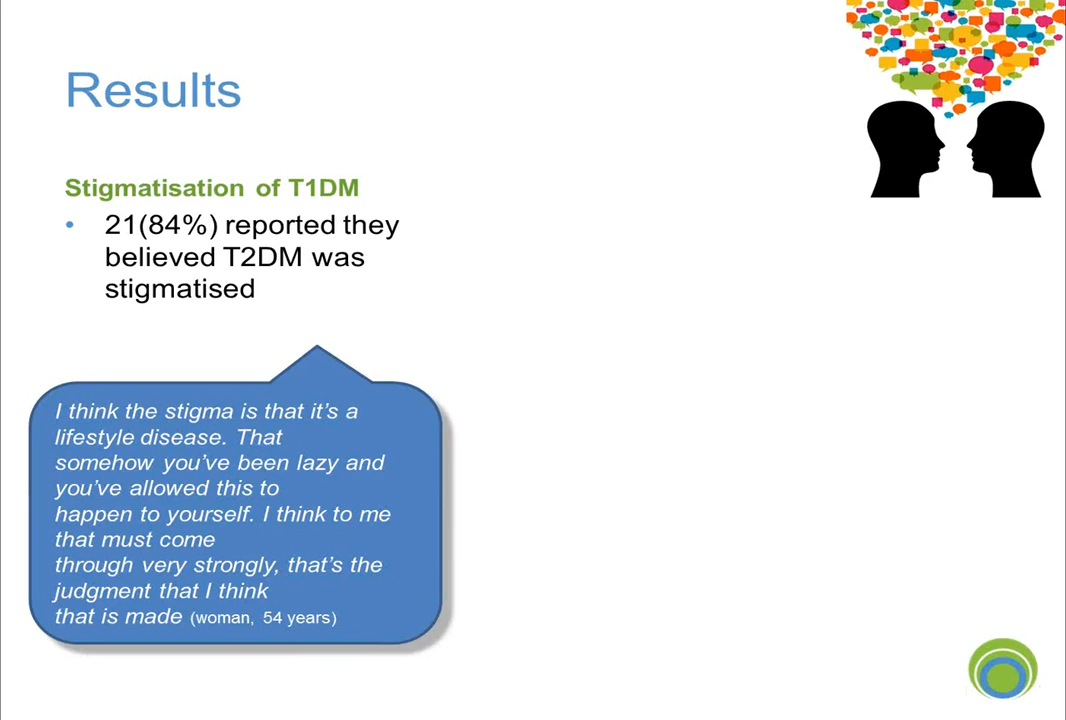 Results
Stigmatisation of T1DM
• 21(84%) reported they
believed T2DM was
stigmatised
I think the stigma is that it's a
lifestyle disease. That
somehow you've been lazy and
you've allowed this to
happen to yourself. I think to me
that must come
through very strongly, that's the
judgment that I think
that is made (woman, 54 years)